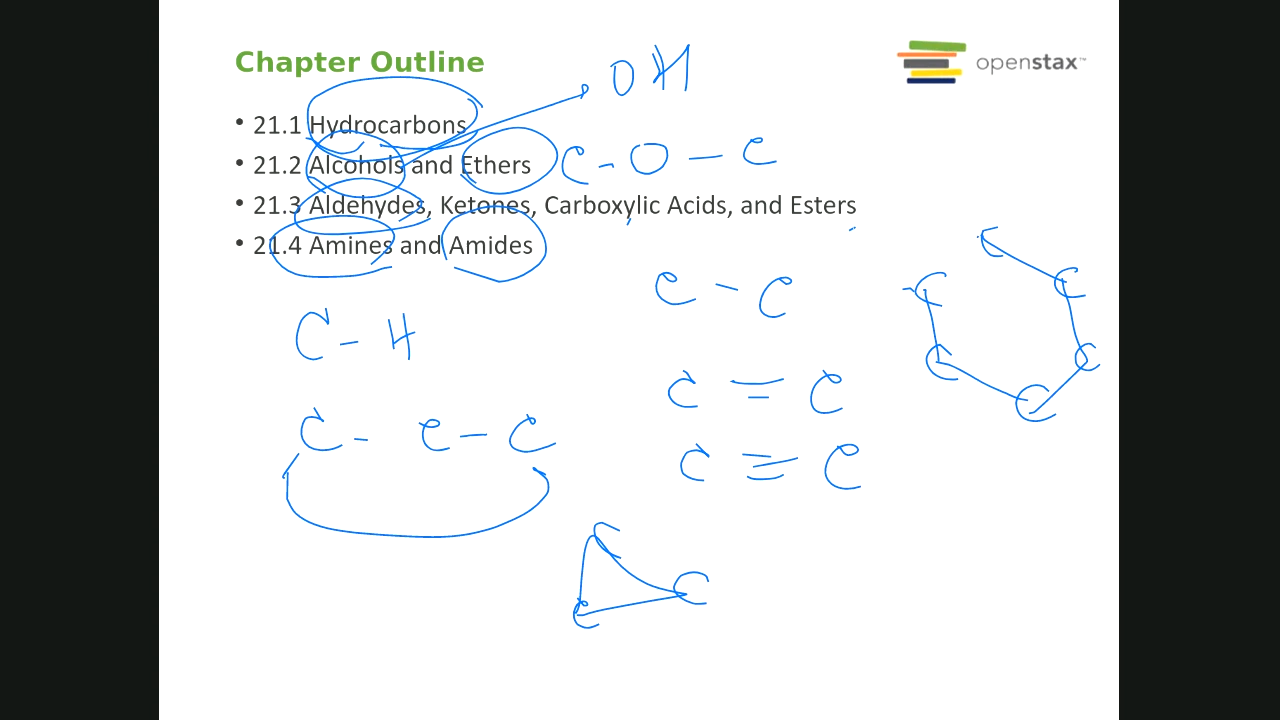 Chapter Outline
openstax™
OH
• 21.1 Hydrocarbons
• 21.2 Alcohols and Ethers
C - O - C
• 21.3 Aldehydes, Ketones, Carboxylic Acids, and Esters
• 21.4 Amines and Amides
C - C
C - H
C = C
C - C - C
C ≡ C
C
C
C
C
C
C
C
C
C